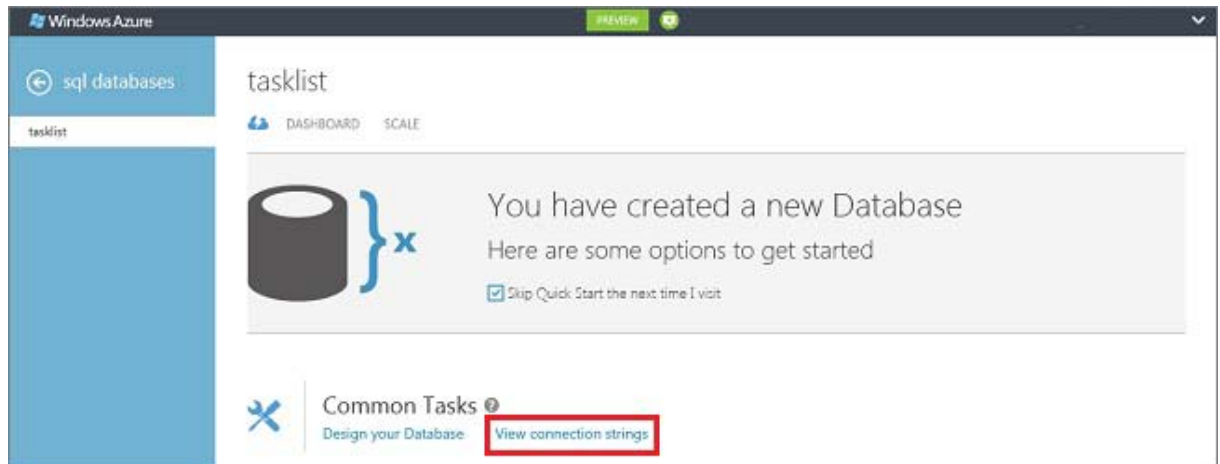 Windows Azure
PREVIEW
sql databases
tasklist
tasklist
DASHBOARD SCALE
You have created a new Database
Here are some options to get started
Skip Quick Start the next time I visit
Common Tasks
Design your Database View connection strings